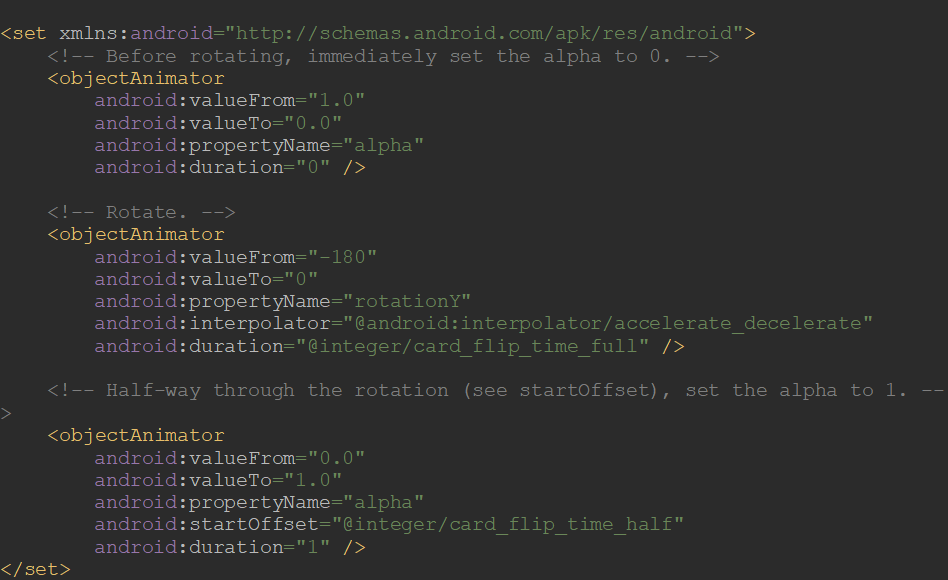 <set xmlns:android="http://schemas.android.com/apk/res/android">
    <!-- Before rotating, immediately set the alpha to 0. -->
    <objectAnimator
        android:valueFrom="1.0"
        android:valueTo="0.0"
        android:propertyName="alpha"
        android:duration="0" />

    <!-- Rotate. -->
    <objectAnimator
        android:valueFrom="-180"
        android:valueTo="0"
        android:propertyName="rotationY"
        android:interpolator="@android:interpolator/accelerate_decelerate"
        android:duration="@integer/card_flip_time_full" />

    <!-- Half-way through the rotation (see startOffset), set the alpha to 1. --
>
    <objectAnimator
        android:valueFrom="0.0"
        android:valueTo="1.0"
        android:propertyName="alpha"
        android:startOffset="@integer/card_flip_time_half"
        android:duration="1" />
</set>